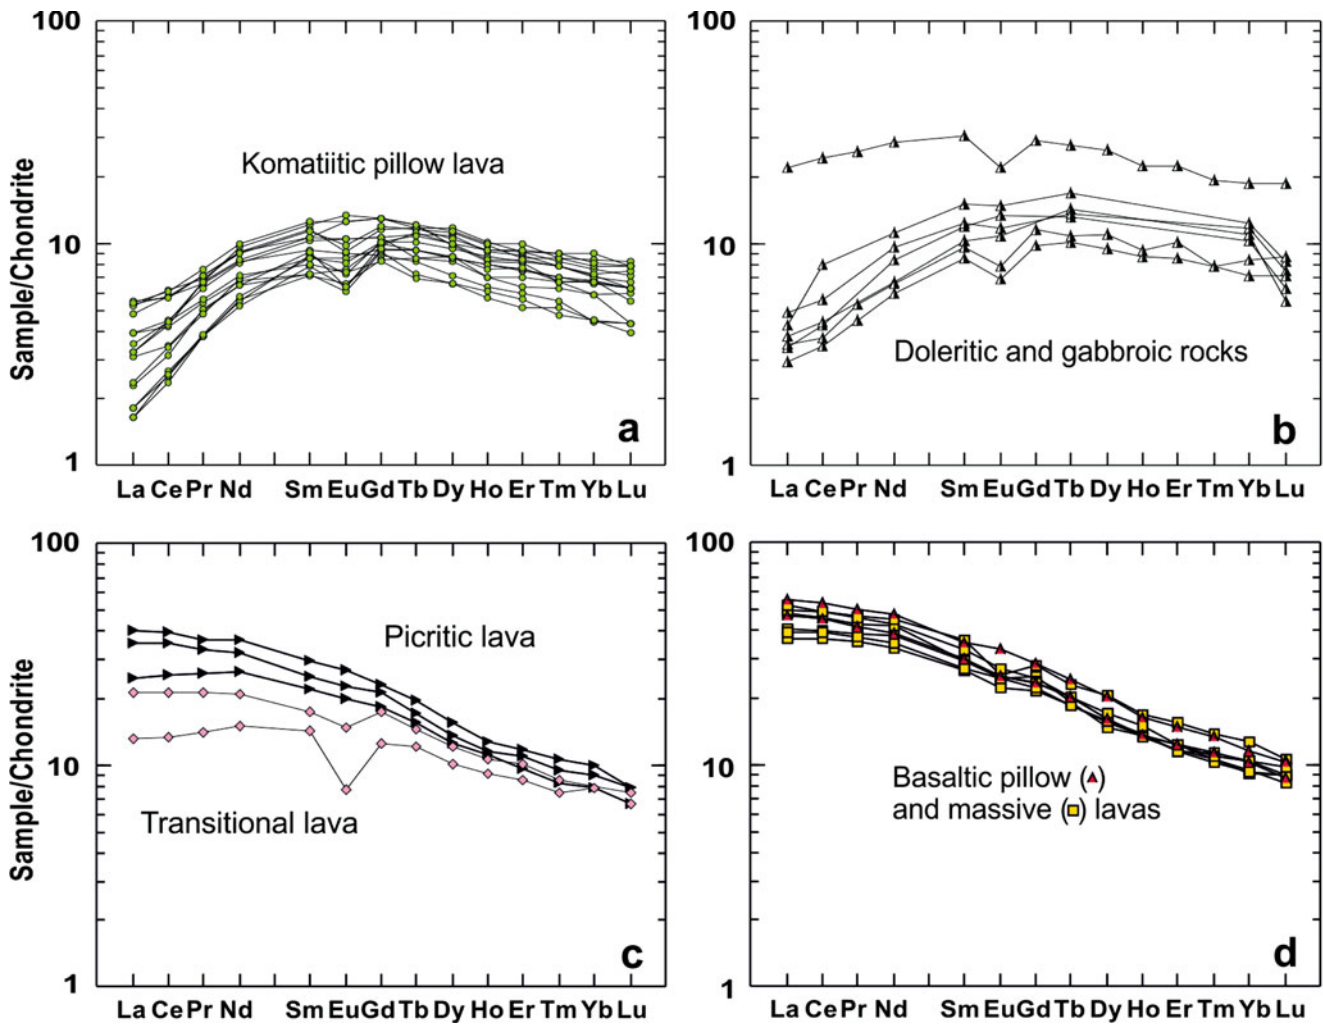 100
10
1
Sample/Chondrite
Komatiitic pillow lava
a
La Ce Pr Nd Sm Eu Gd Tb Dy Ho Er Tm Yb Lu
100
10
1
Doleritic and gabbroic rocks
b
La Ce Pr Nd Sm Eu Gd Tb Dy Ho Er Tm Yb Lu
100
10
1
Sample/Chondrite
Picritic lava
Transitional lava
c
La Ce Pr Nd Sm Eu Gd Tb Dy Ho Er Tm Yb Lu
100
10
1
Basaltic pillow (▲)
and massive (■) lavas
d
La Ce Pr Nd Sm Eu Gd Tb Dy Ho Er Tm Yb Lu